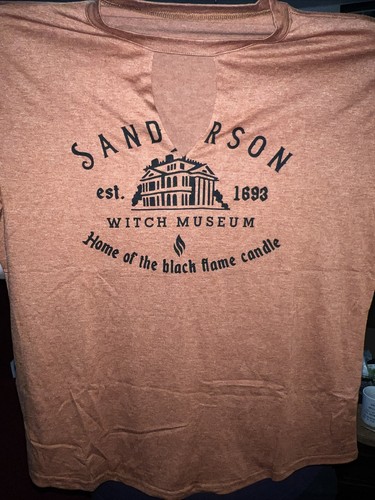 SAND RSON
est. 1693
WITCH MUSEUM
Home of the black flame candle